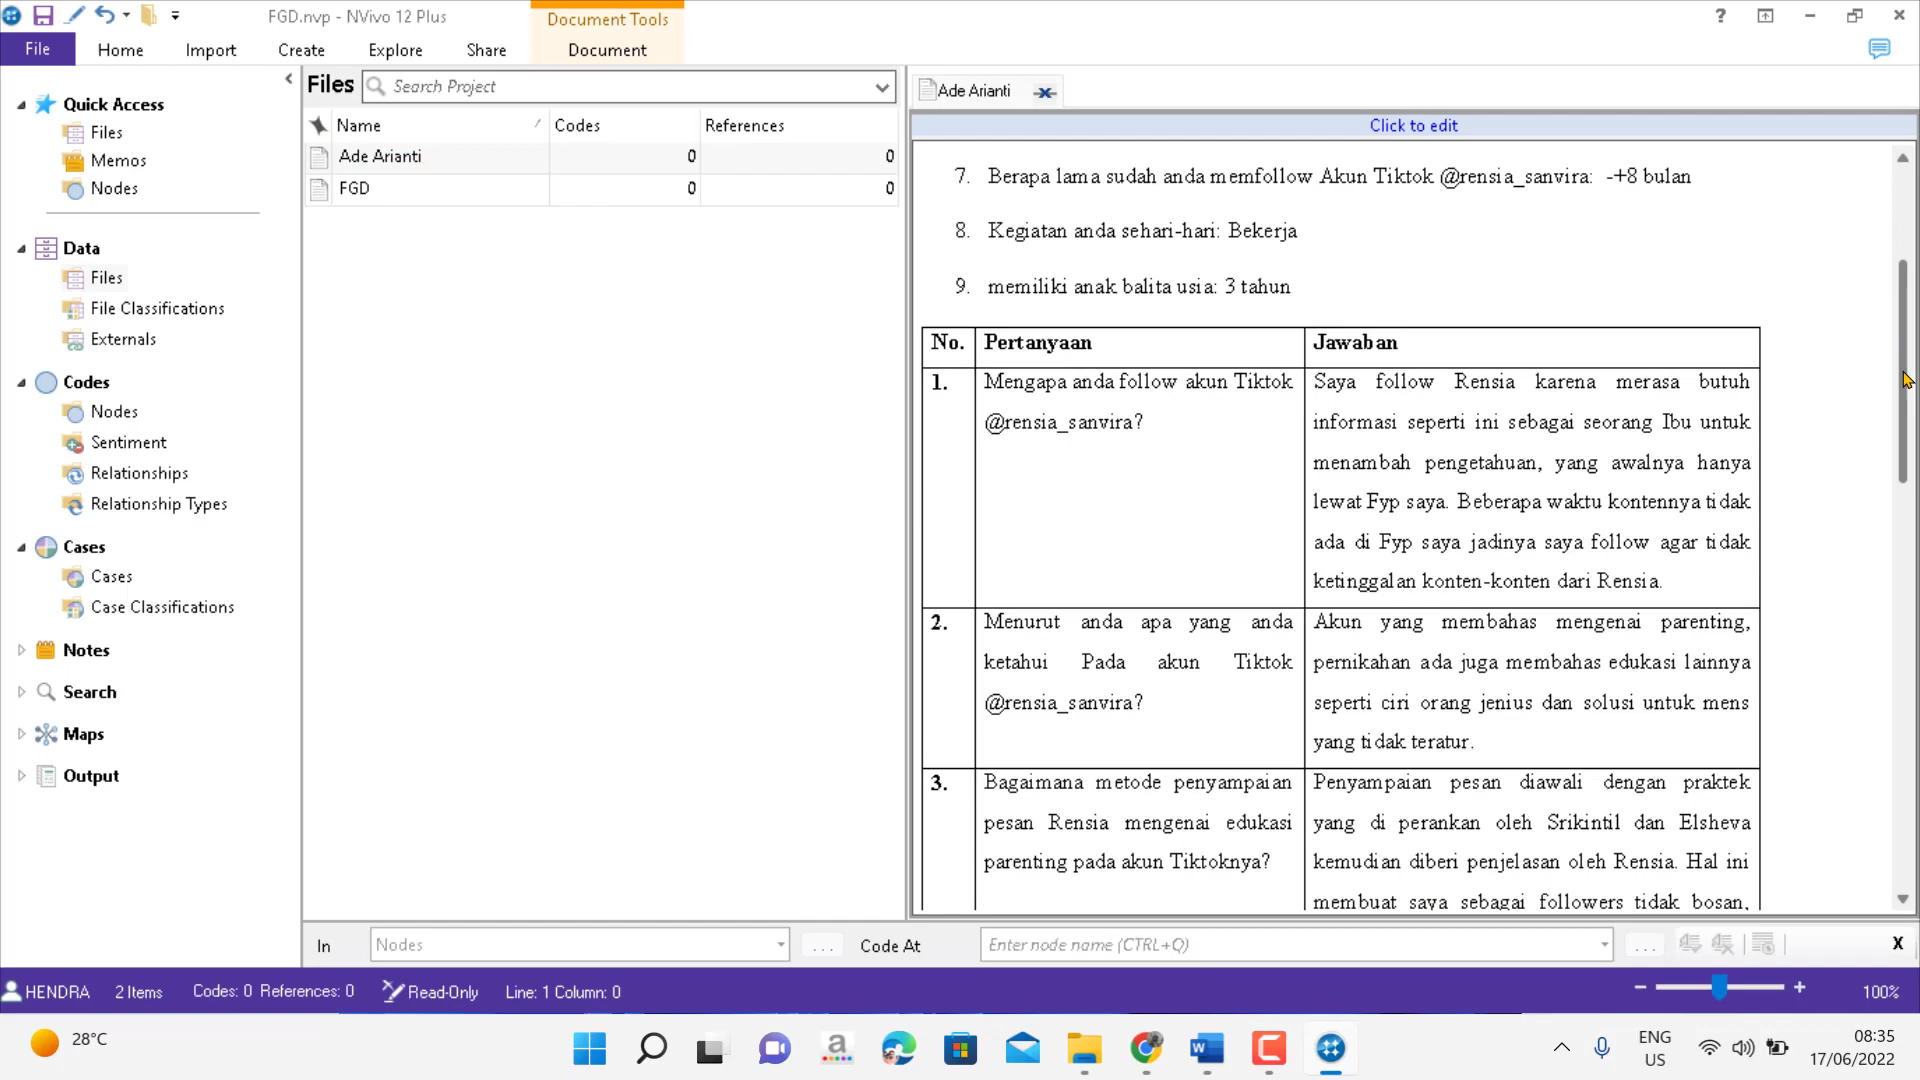 FGD.nvp - NVivo 12 Plus
Document Tools
File
Home
Import
Create
Explore
Share
Document
Quick Access
Files
Memos
Nodes
Data
Files
File Classifications
Externals
Codes
Nodes
Sentiment
Relationships
Relationship Types
Cases
Cases
Case Classifications
Notes
Search
Maps
Output
Files
Search Project
Name Codes References
Ade Arianti 0 0
FGD 0 0
Ade Arianti
Click to edit
7. Berapa lama sudah anda memfollow Akun Tiktok @rensia_sanvira: -+8 bulan
8. Kegiatan anda sehari-hari: Bekerja
9. memiliki anak balita usia: 3 tahun
No. Pertanyaan Jawaban
1. Mengapa anda follow akun Tiktok
@rensia_sanvira?
Saya follow Rensia karena merasa butuh
informasi seperti ini sebagai seorang Ibu untuk
menambah pengetahuan, yang awalnya hanya
lewat Fyp saya. Beberapa waktu kontennya tidak
ada di Fyp saya jadinya saya follow agar tidak
ketinggalan konten-konten dari Rensia.
2. Menurut anda apa yang anda
ketahui Pada akun Tiktok
@rensia_sanvira?
Akun yang membahas mengenai parenting,
pernikahan ada juga membahas edukasi lainnya
seperti ciri orang jenius dan solusi untuk mens
yang tidak teratur.
3. Bagaimana metode penyampaian
pesan Rensia mengenai edukasi
parenting pada akun Tiktoknya?
Penyampaian pesan diawali dengan praktek
yang di perankan oleh Srikintil dan Elsheva
kemudian diberi penjelasan oleh Rensia. Hal ini
membuat saya sebagai followers tidak bosan,
In
Nodes
...
Code At
Enter node name (CTRL+Q)
...
X
HENDRA
2 Items
Codes: 0 References: 0
Read-Only
Line: 1 Column: 0
100%
28°C
ENG
US
08:35
17/06/2022